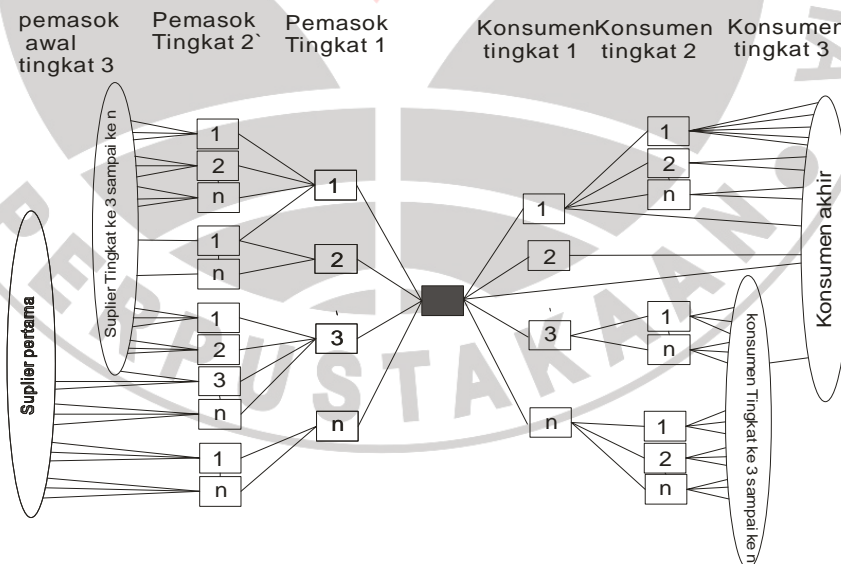 pemasok
awal
tingkat 3
Pemasok
Tingkat 2`
Pemasok
Tingkat 1
Konsumen
tingkat 1
Konsumen
tingkat 2
Konsumen
tingkat 3
Suplier pertama
Suplier Tingkat ke 3 sampai ke n
1
2
n
1
n
1
2
3
n
1
n
1
2
`
3
n
1
2
`
3
n
1
2
n
1
n
1
2
n
konsumen Tingkat ke 3 sampai ke n
Konsumen akhir
PERPUSTAKAAN